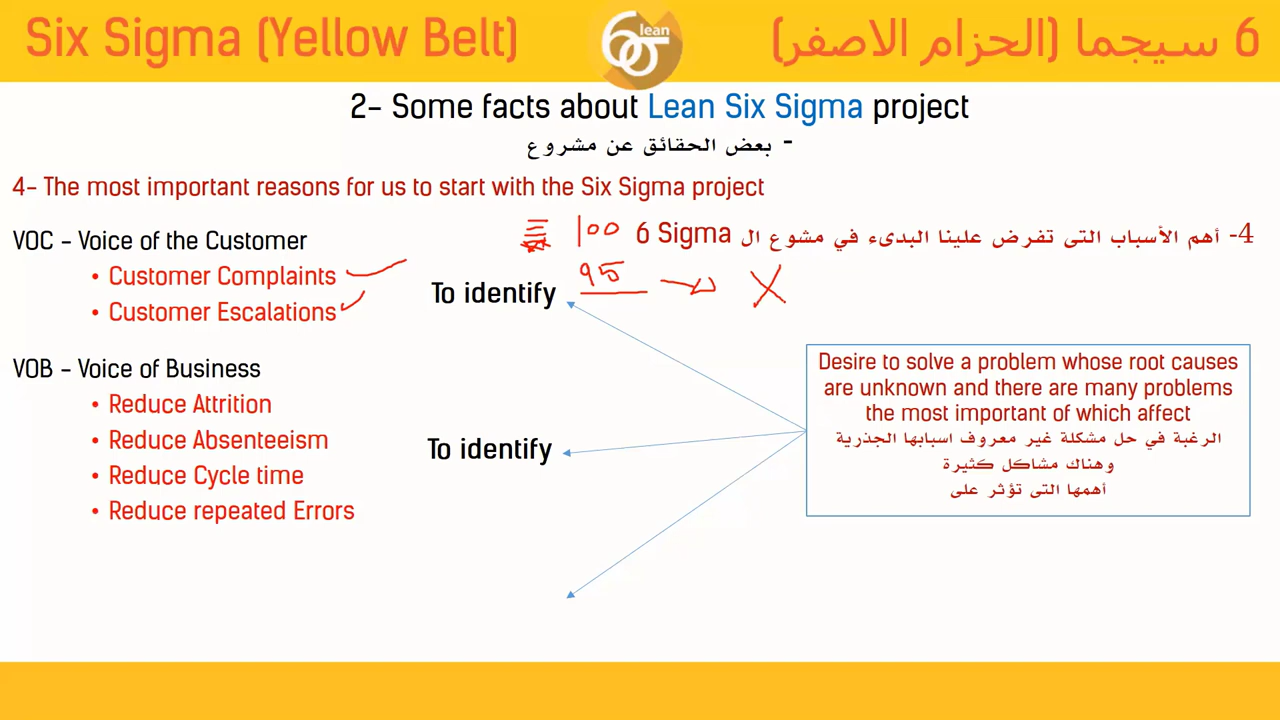 Six Sigma (Yellow Belt)
lean
6σ
6 سيجما (الحزام الاصفر)
2- Some facts about Lean Six Sigma project
- بعض الحقائق عن مشروع
4- The most important reasons for us to start with the Six Sigma project
4- أهم الأسباب التى تفرض علينا البدىء في مشوع ال 6 Sigma
100
VOC - Voice of the Customer
• Customer Complaints
• Customer Escalations
To identify
95
X
VOB - Voice of Business
• Reduce Attrition
• Reduce Absenteeism
• Reduce Cycle time
• Reduce repeated Errors
To identify
Desire to solve a problem whose root causes
are unknown and there are many problems
the most important of which affect
الرغبة في حل مشكلة غير معروف اسبابها الجذرية
وهناك مشاكل كثيرة
أهمها التى تؤثر على